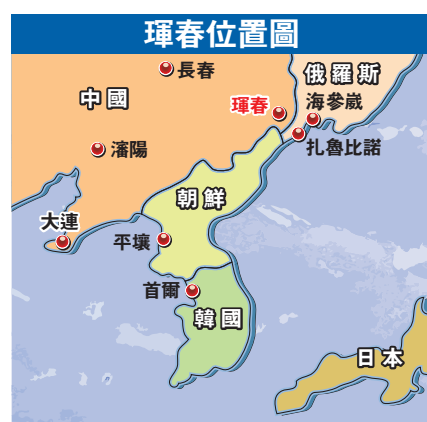 琿春位置圖
長春
俄羅斯
中國
海參崴
琿春
瀋陽
扎魯比諾
朝鮮
大連
平壤
首爾
韓國
日本